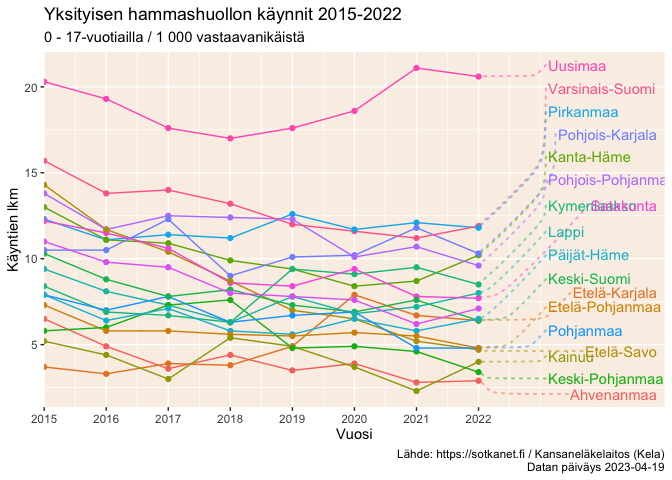 Yksityisen hammashuollon käynnit 2015-2022
0 - 17-vuotiailla / 1 000 vastaavanikäistä
Käyntien lkm
20
15
10
5
Uusimaa
Varsinais-Suomi
Pirkanmaa
Pohjois-Karjala
Kanta-Häme
Pohjois-Pohjanma
Kymenlaakso
Satakunta
Lappi
Päijät-Häme
Keski-Suomi
Etelä-Karjala
Etelä-Pohjanmaa
Pohjanmaa
Etelä-Savo
Kainuu
Keski-Pohjanmaa
Ahvenanmaa
2015 2016 2017 2018 2019 2020 2021 2022
Vuosi
Lähde: https://sotkanet.fi / Kansaneläkelaitos (Kela)
Datan päiväys 2023-04-19